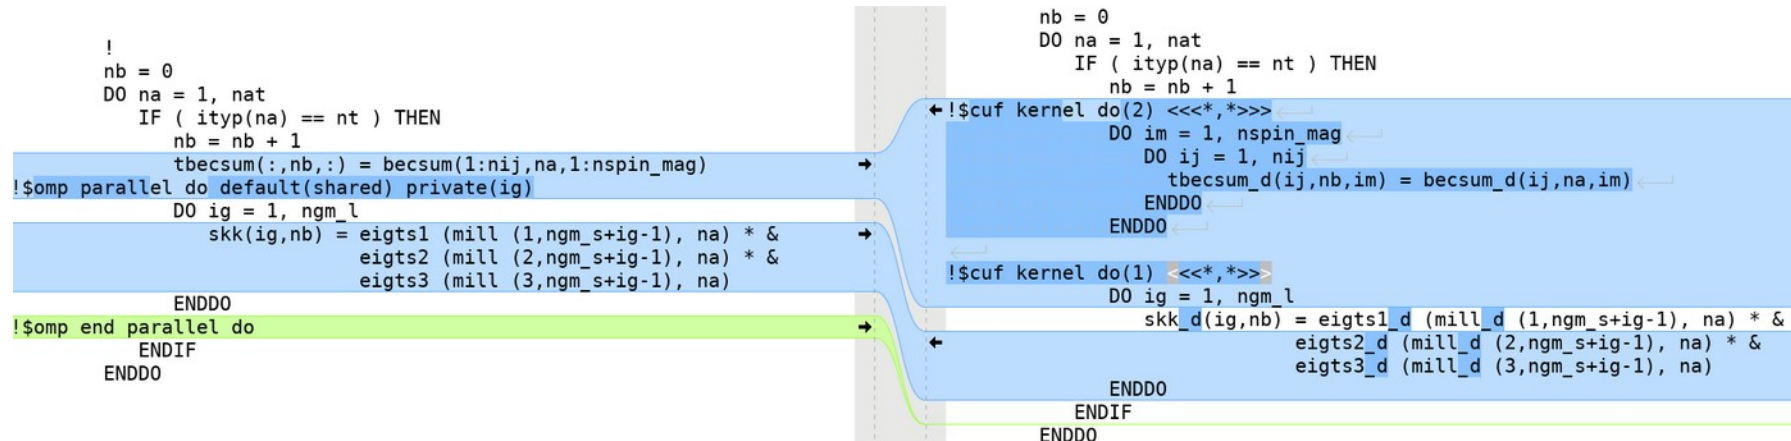 !
nb = 0
DO na = 1, nat
IF ( ityp(na) == nt ) THEN
nb = nb + 1
tbecsum(:,nb,:) = becsum(1:nij,na,1:nspin_mag)
!$omp parallel do default(shared) private(ig)
DO ig = 1, ngm_l
skk(ig,nb) = eigts1 (mill (1,ngm_s+ig-1), na) * &
eigts2 (mill (2,ngm_s+ig-1), na) * &
eigts3 (mill (3,ngm_s+ig-1), na)
ENDDO
!$omp end parallel do
ENDIF
ENDDO
nb = 0
DO na = 1, nat
IF ( ityp(na) == nt ) THEN
nb = nb + 1
!$cuf kernel do(2) <<<*,*>>>
DO im = 1, nspin_mag
DO ij = 1, nij
tbecsum_d(ij,nb,im) = becsum_d(ij,na,im)
ENDDO
ENDDO
!$cuf kernel do(1) <<<*,*>>>
DO ig = 1, ngm_l
skk_d(ig,nb) = eigts1_d (mill_d (1,ngm_s+ig-1), na) * &
eigts2_d (mill_d (2,ngm_s+ig-1), na) * &
eigts3_d (mill_d (3,ngm_s+ig-1), na)
ENDDO
ENDIF
ENDDO